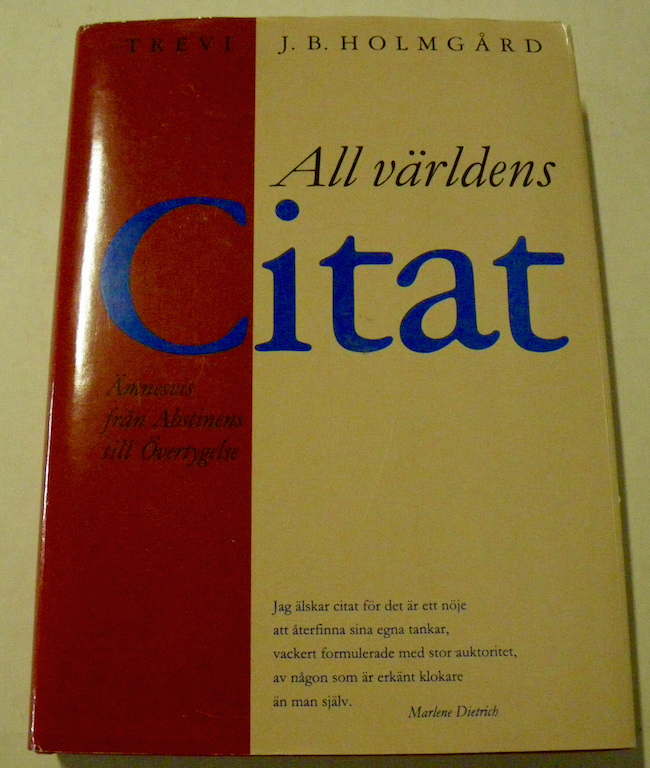 TREVI J. B. HOLMGÅRD
All världens
Citat
Ämnesvis
från Abstinens
till Övertygelse
Jag älskar citat för det är ett nöje
att återfinna sina egna tankar,
vackert formulerade med stor auktoritet,
av någon som är erkänt klokare
än man själv.
Marlene Dietrich